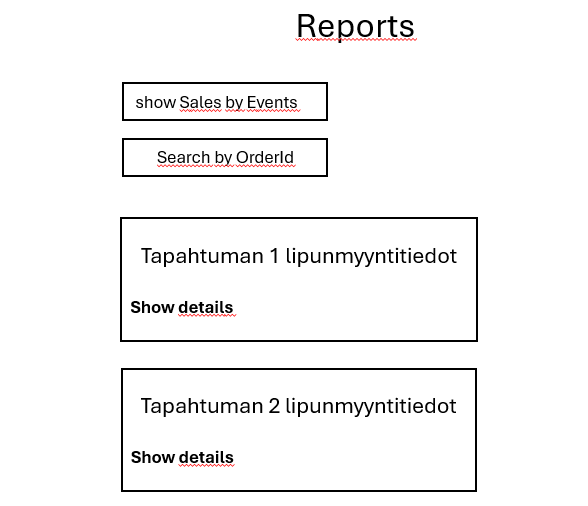 Reports
show Sales by Events
Search by OrderId
Tapahtuman 1 lipunmyyntitiedot
Show details
Tapahtuman 2 lipunmyyntitiedot
Show details